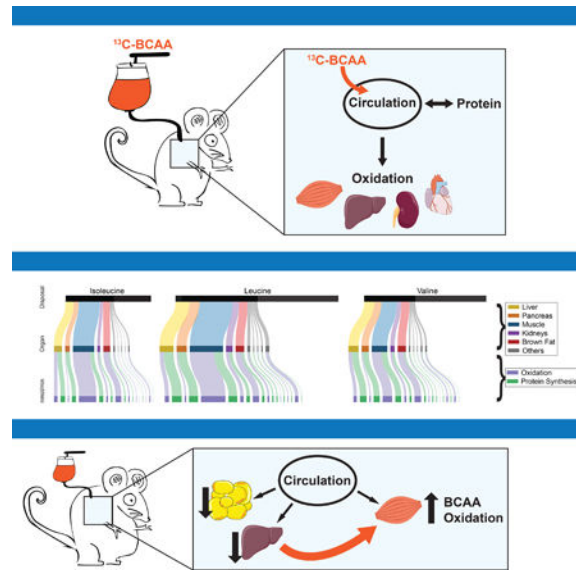 ¹³C-BCAA
¹³C-BCAA
Circulation
Protein
Oxidation
Isoleucine
Leucine
Valine
Disposal
Organ
Liver
Pancreas
Muscle
Kidneys
Brown Fat
Others
Oxidation
Protein Synthesis
Circulation
BCAA
Oxidation